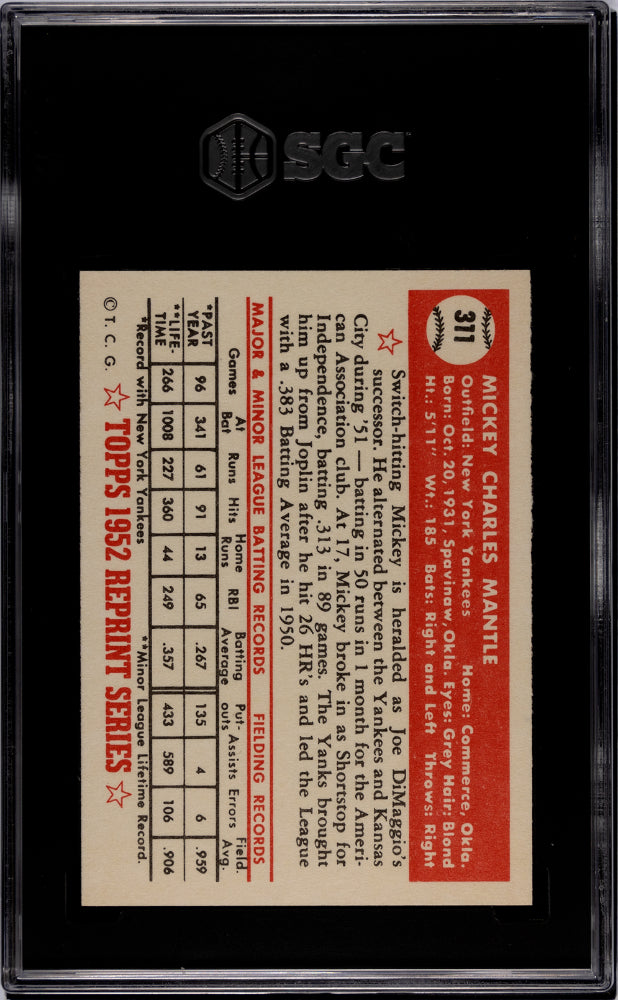 SGC
311
MICKEY CHARLES MANTLE
Outfield: New York Yankees Home: Commerce, Okla.
Born: Oct. 20, 1931, Spavinaw, Okla. Eyes: Grey Hair: Blond
Ht.: 5'11" Wt.: 185 Bats: Right and Left Throws: Right
Switch-hitting Mickey is heralded as Joe DiMaggio's
successor. He alternated between the Yankees and Kansas
City during '51 — batting in 50 runs in 1 month for the Ameri-
can Association club. At 17, Mickey broke in as Shortstop for
Independence, batting .313 in 89 games. The Yanks brought
him up from Joplin after he hit 26 HR's and led the League
with a .383 Batting Average in 1950.
MAJOR & MINOR LEAGUE BATTING RECORDS FIELDING RECORDS
Games At Bat Runs Hits Home Runs RBI Batting Average Put-outs Assists Errors Field. Avg.
*PAST YEAR 96 341 61 91 13 65 .267 135 4 6 .959
**LIFE-TIME 266 1008 227 360 44 249 .357 433 589 106 .906
*Record with New York Yankees **Minor League Lifetime Record.
© T. C. G. TOPPS 1952 REPRINT SERIES